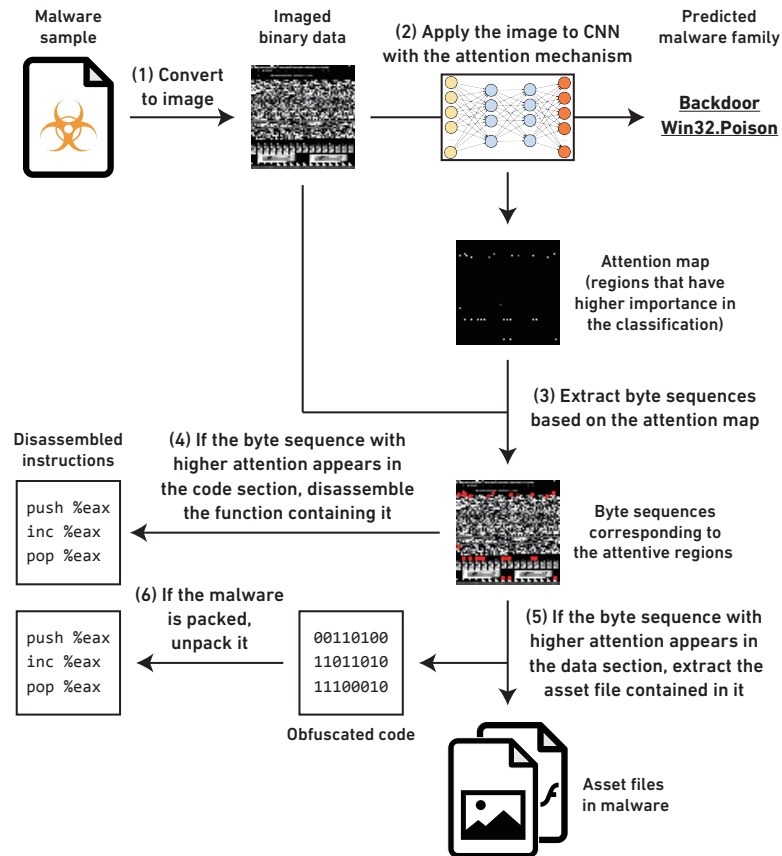 Malware
sample
Imaged
binary data
(2) Apply the image to CNN
with the attention mechanism
Predicted
malware family
(1) Convert
to image
Backdoor
Win32.Poison
Attention map
(regions that have
higher importance in
the classification)
(3) Extract byte sequences
based on the attention map
Disassembled
instructions
(4) If the byte sequence with
higher attention appears in
the code section, disassemble
the function containing it
push %eax
inc %eax
pop %eax
Byte sequences
corresponding to
the attentive regions
(6) If the malware
is packed,
unpack it
(5) If the byte sequence with
higher attention appears in
the data section, extract the
asset file contained in it
push %eax
inc %eax
pop %eax
00110100
11011010
11100010
Obfuscated code
Asset files
in malware